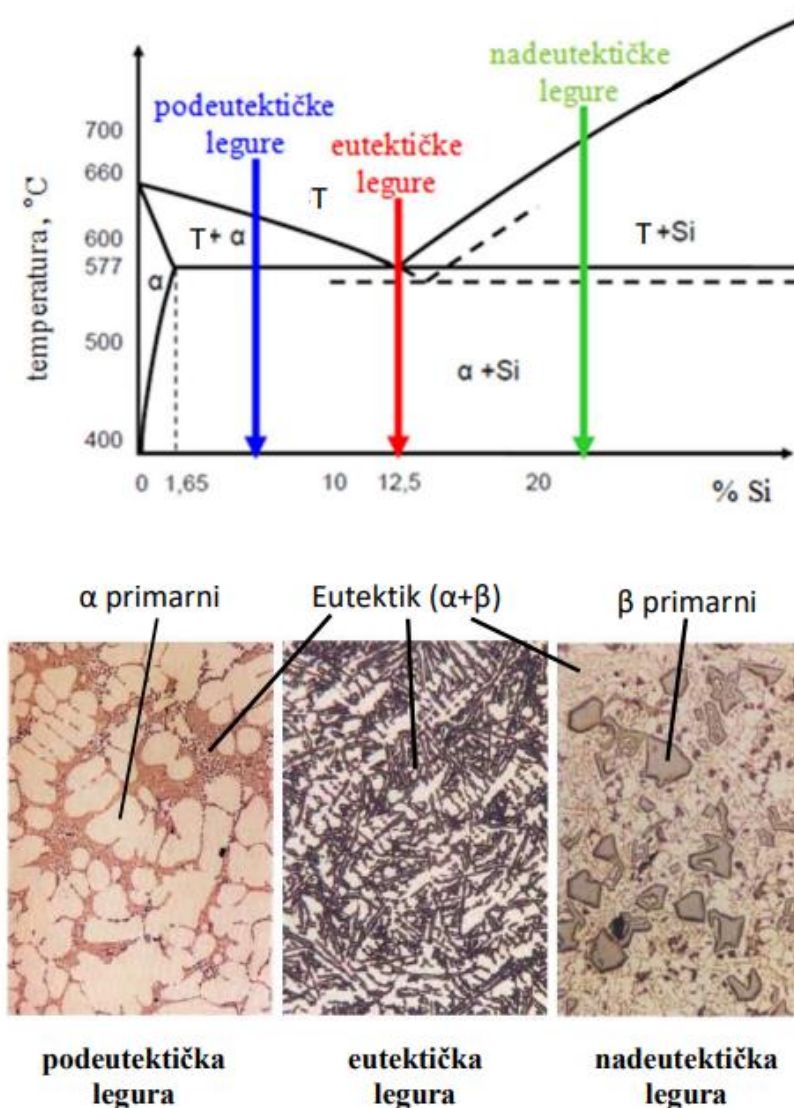 nadeutektičke
legure
podeutektičke
legure
eutektičke
legure
temperatura, °C
700
660
600
577
500
400
T
T + α
T +Si
α
α +Si
0
1,65
10
12,5
20
% Si
α primarni
Eutektik (α+β)
β primarni
podeutektička
legura
eutektička
legura
nadeutektička
legura